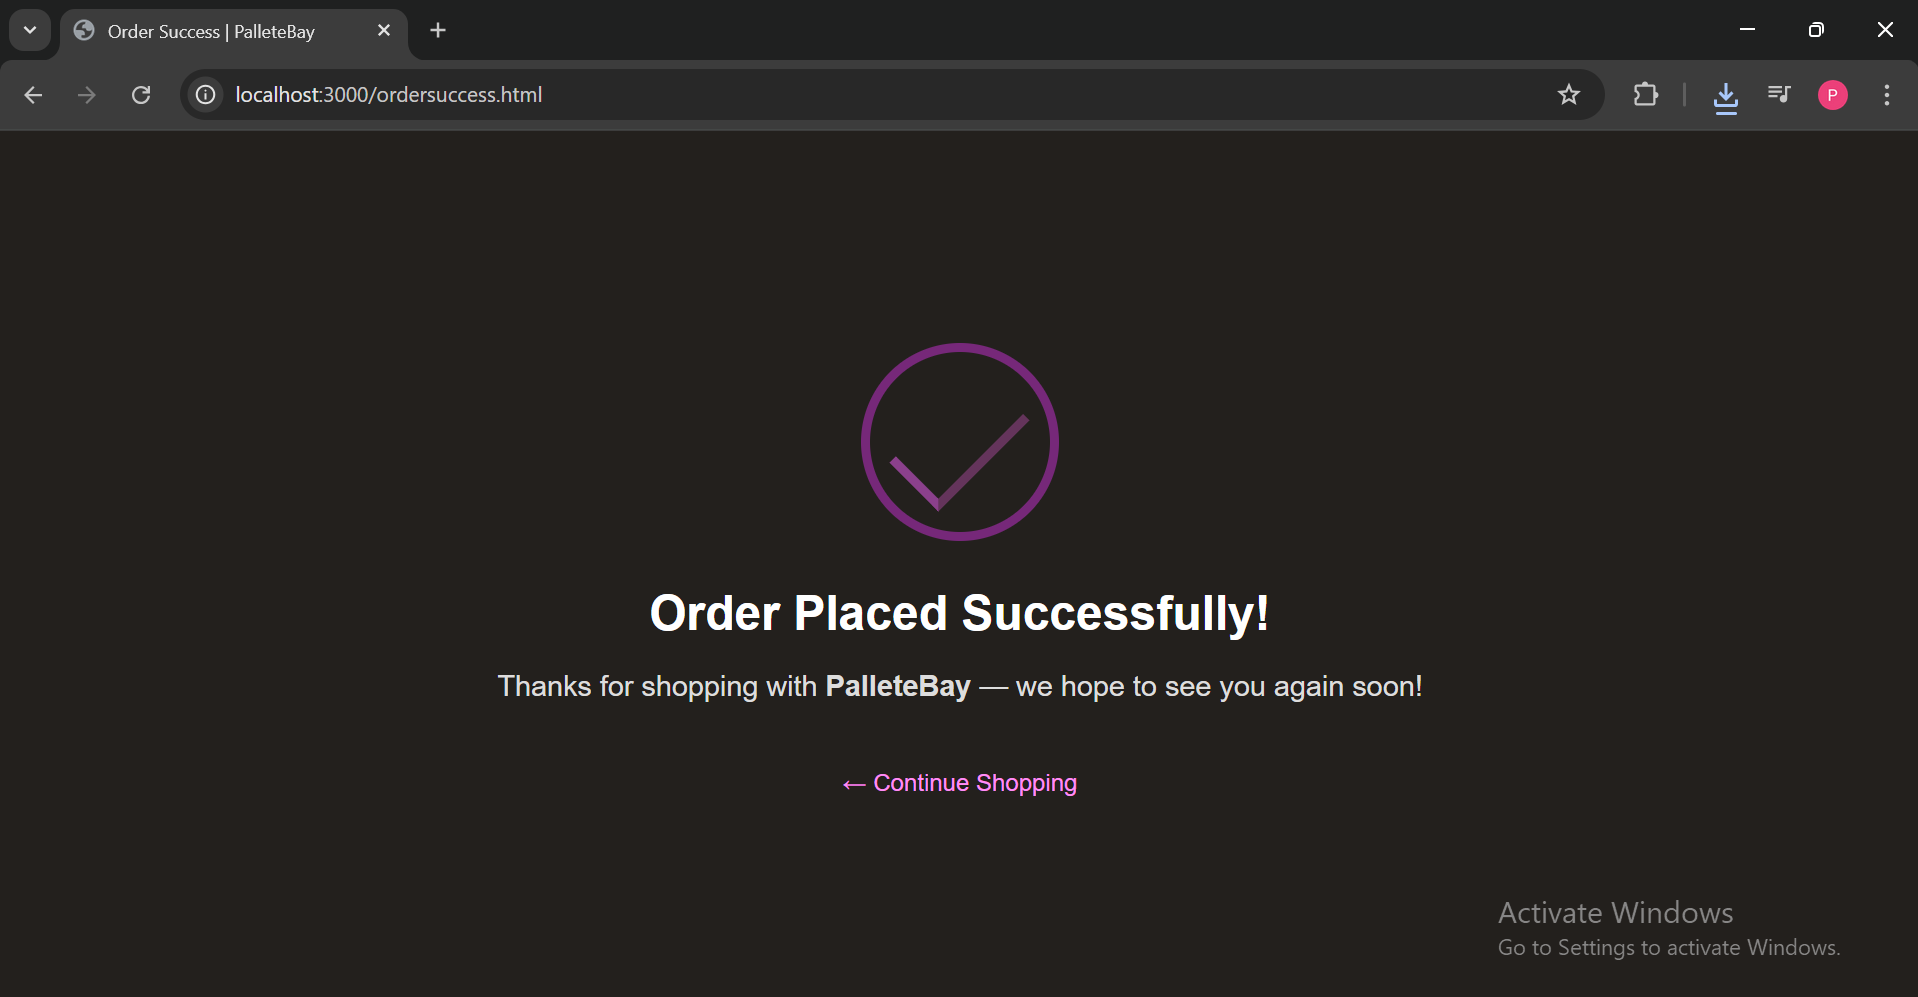 Order Success | PalleteBay
localhost:3000/ordersuccess.html
P
Order Placed Successfully!
Thanks for shopping with PalleteBay — we hope to see you again soon!
← Continue Shopping
Activate Windows
Go to Settings to activate Windows.